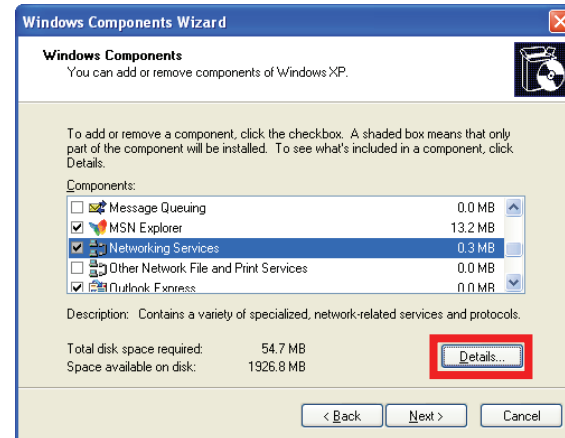 Windows Components Wizard
Windows Components
You can add or remove components of Windows XP.
To add or remove a component, click the checkbox. A shaded box means that only
part of the component will be installed. To see what's included in a component, click
Details.
Components:
Message Queuing 0.0 MB
MSN Explorer 13.2 MB
Networking Services 0.3 MB
Other Network File and Print Services 0.0 MB
Outlook Express 0.0 MB
Description: Contains a variety of specialized, network-related services and protocols.
Total disk space required: 54.7 MB
Space available on disk: 1926.8 MB
Details...
< Back Next > Cancel